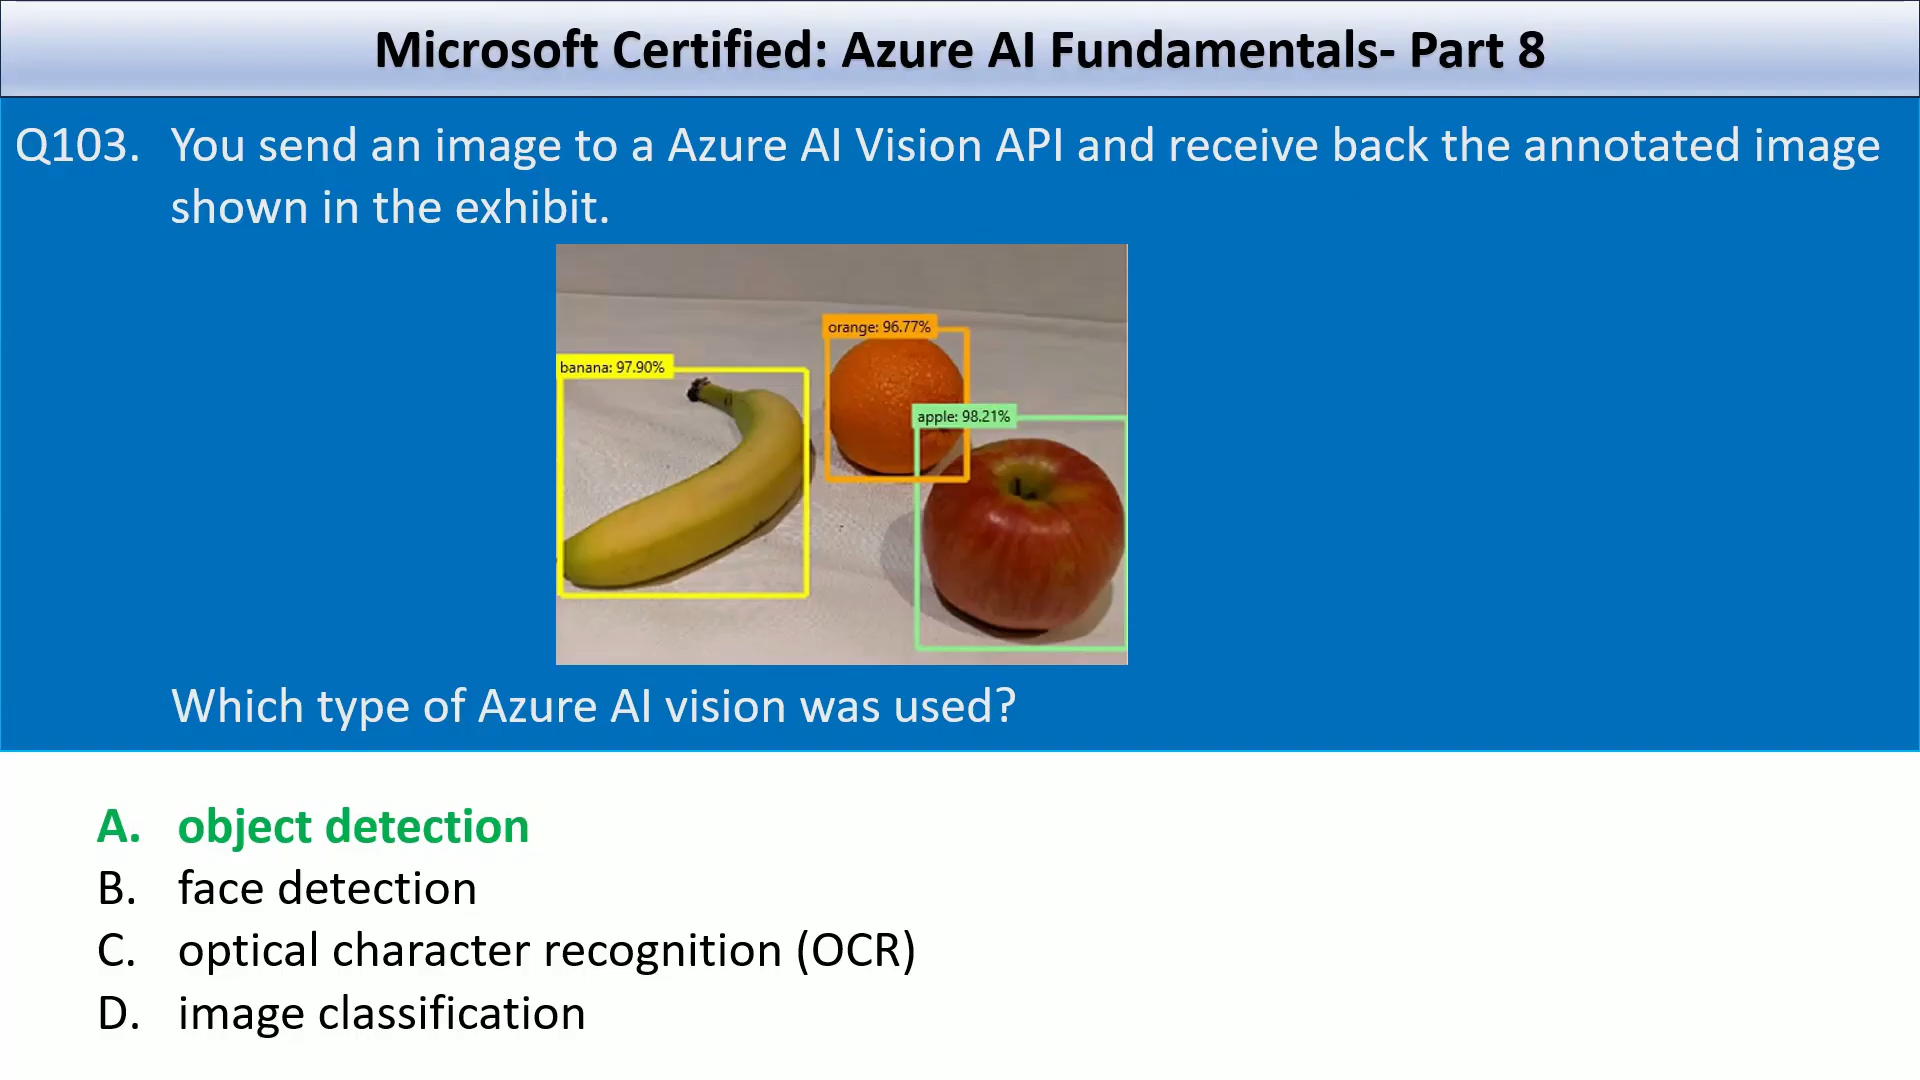 Microsoft Certified: Azure AI Fundamentals- Part 8
Q103. You send an image to a Azure AI Vision API and receive back the annotated image
shown in the exhibit.
orange: 96.77%
banana: 97.90%
apple: 98.21%
Which type of Azure AI vision was used?
A. object detection
B. face detection
C. optical character recognition (OCR)
D. image classification